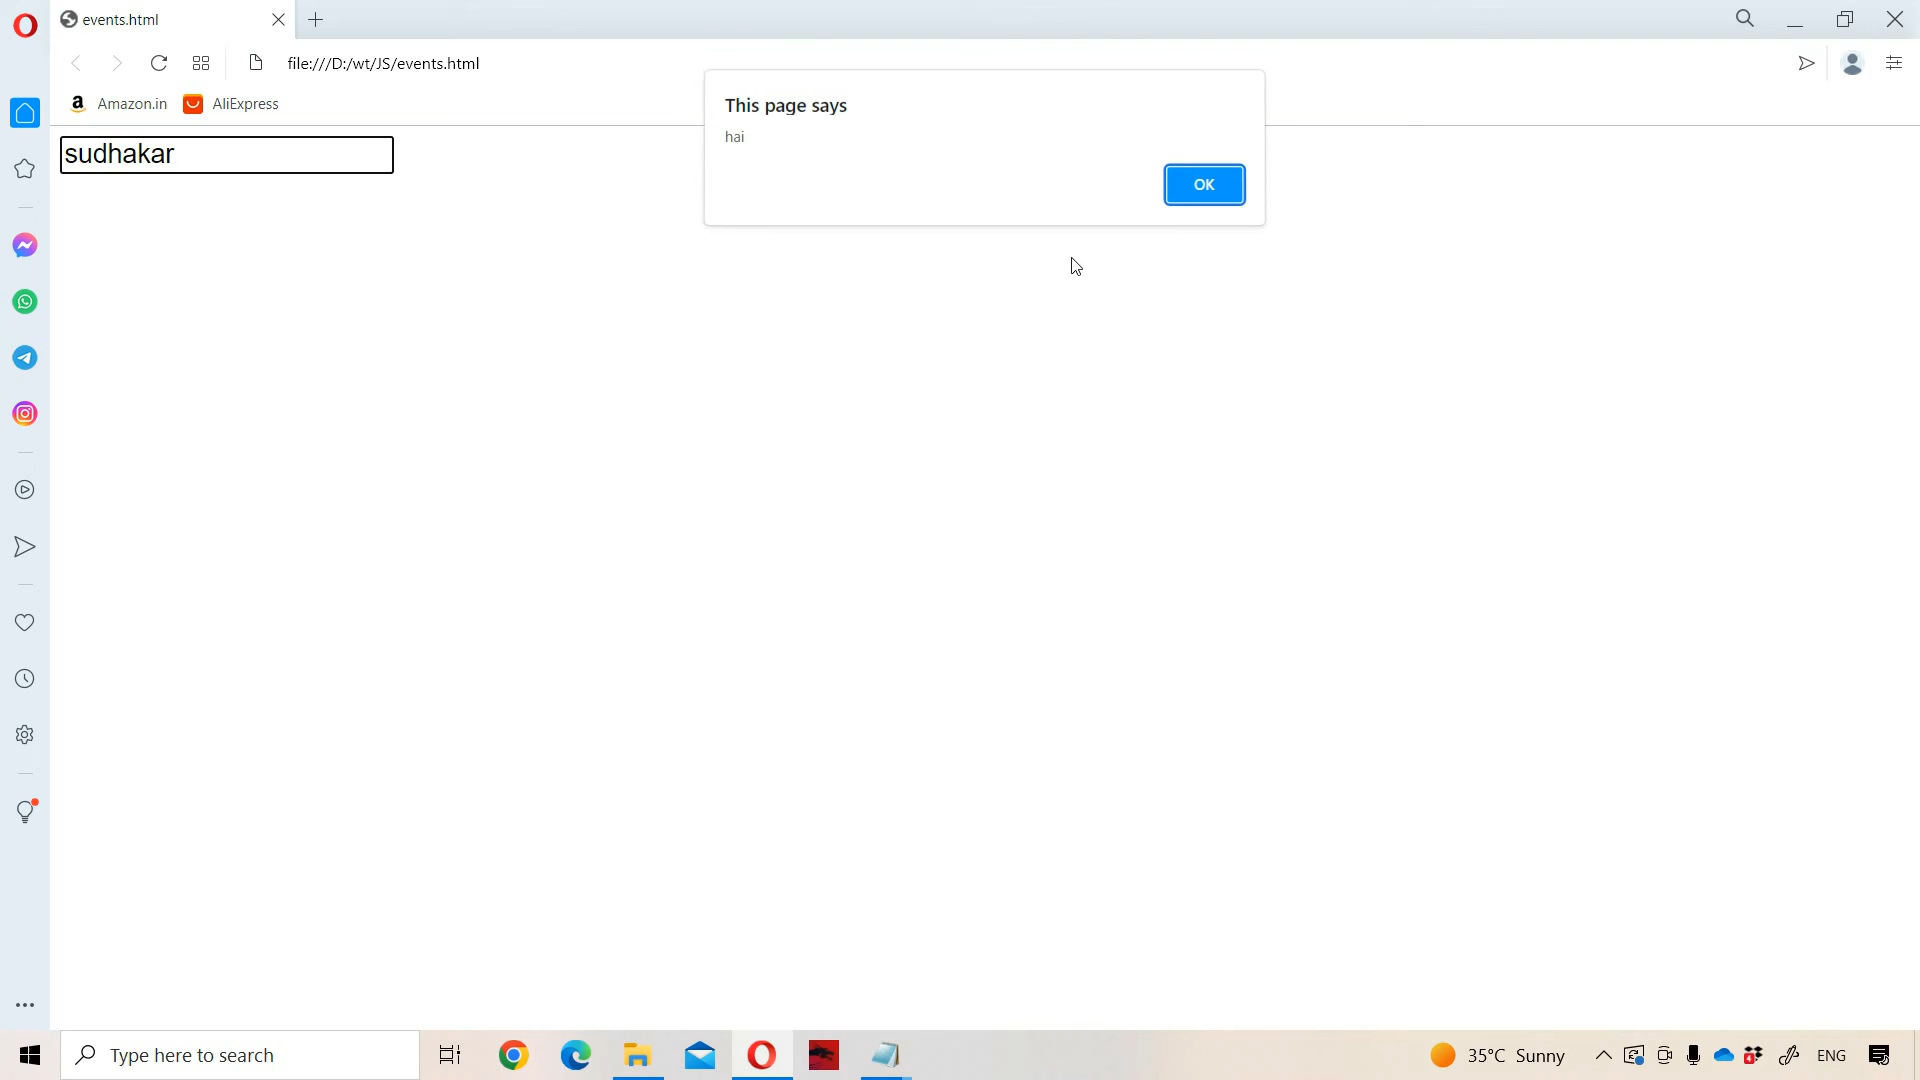 events.html
file:///D:/wt/JS/events.html
Amazon.in AliExpress
This page says
hai
OK
sudhakar
Type here to search
35°C Sunny
4
ENG